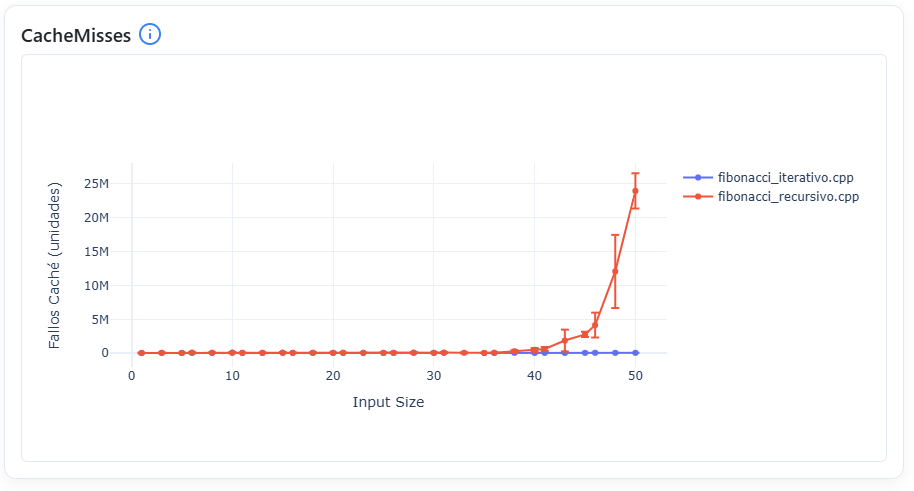 CacheMisses
fibonacci_iterativo.cpp
fibonacci_recursivo.cpp
Fallos Caché (unidades)
25M
20M
15M
10M
5M
0
0 10 20 30 40 50
Input Size